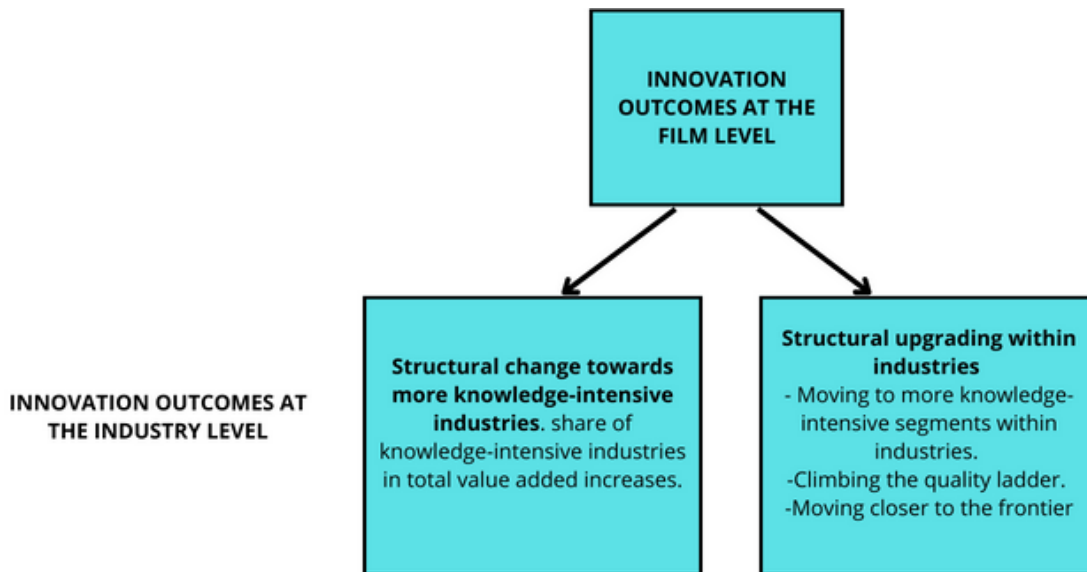 INNOVATION
OUTCOMES AT THE
FILM LEVEL
INNOVATION OUTCOMES AT
THE INDUSTRY LEVEL
Structural change towards
more knowledge-intensive
industries. share of
knowledge-intensive industries
in total value added increases.
Structural upgrading within
industries
- Moving to more knowledge-
intensive segments within
industries.
-Climbing the quality ladder.
-Moving closer to the frontier